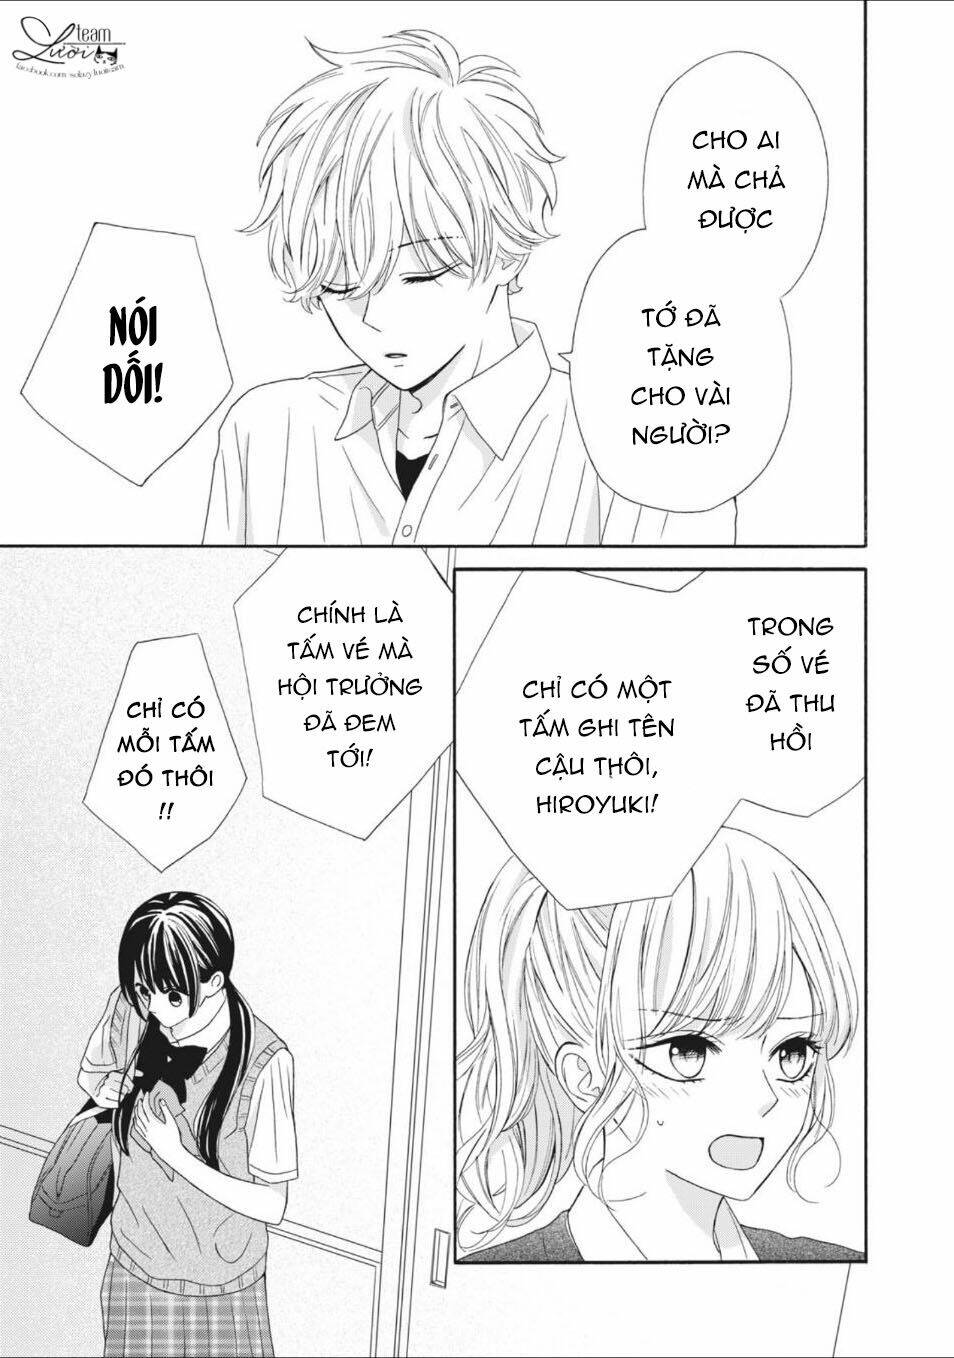 team
Lười
CHO AI
MÀ CHẢ
ĐƯỢC
TỚ ĐÃ
TẶNG
CHO VÀI
NGƯỜI?
NÓI
DỐI!
TRONG
SỐ VÉ
ĐÃ THU
HỒI
CHỈ CÓ MỘT
TẤM GHI TÊN
CẬU THÔI,
HIROYUKI!
CHÍNH LÀ
TẤM VÉ MÀ
HỘI TRƯỞNG
ĐÃ ĐEM
TỚI!
CHỈ CÓ
MỖI TẤM
ĐÓ THÔI
!!